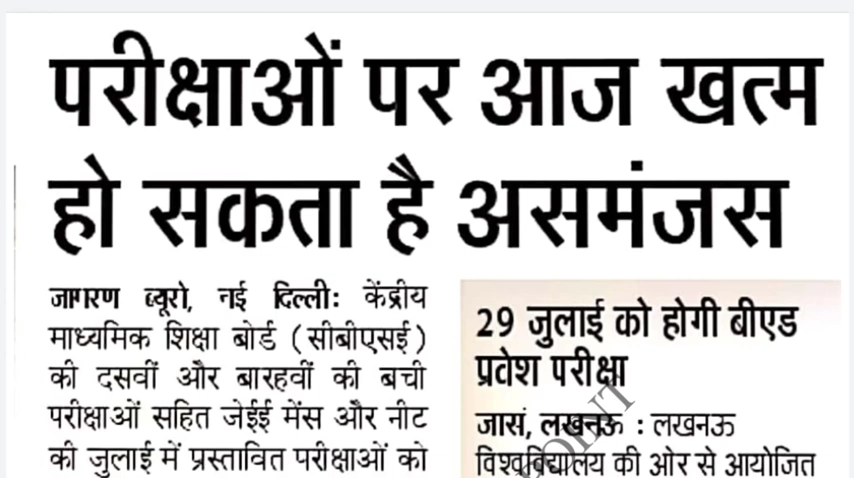 परीक्षाओं पर आज खत्म
हो सकता है असमंजस
जागरण ब्यूरो, नई दिल्ली: केंद्रीय
माध्यमिक शिक्षा बोर्ड (सीबीएसई)
की दसवीं और बारहवीं की बची
परीक्षाओं सहित जेईई मेंस और नीट
की जुलाई में प्रस्तावित परीक्षाओं को
29 जुलाई को होगी बीएड
प्रवेश परीक्षा
जासं, लखनऊ : लखनऊ
विश्वविद्यालय की ओर से आयोजित
POINT